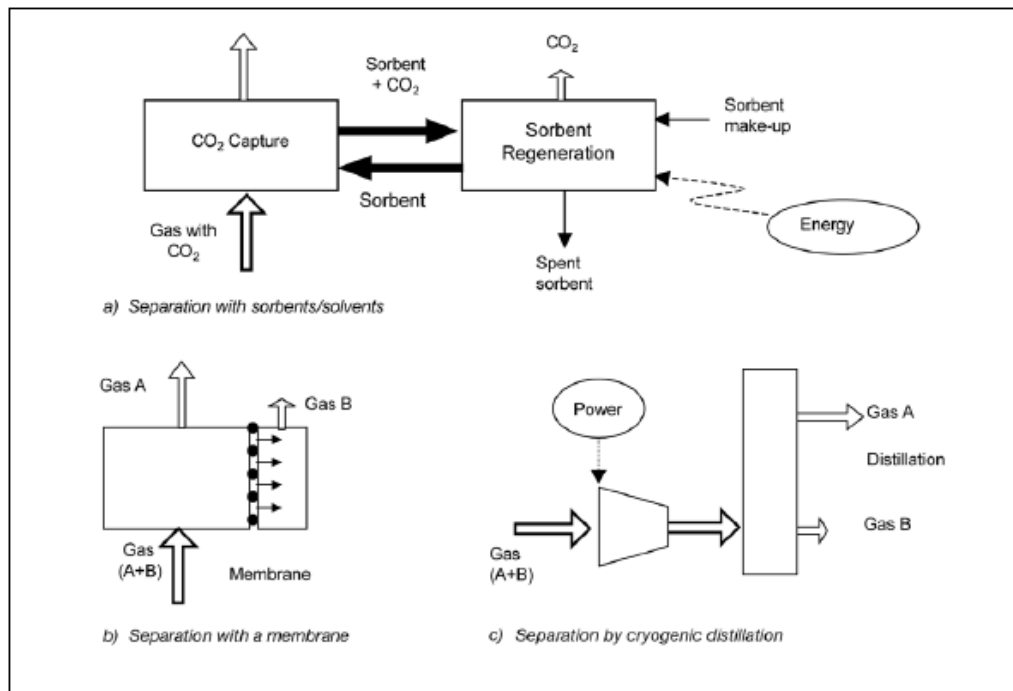 CO₂
Sorbent
+ CO₂
Sorbent
make-up
CO₂ Capture
Sorbent
Regeneration
Sorbent
Gas with
CO₂
Energy
Spent
sorbent
a) Separation with sorbents/solvents
Gas A
Gas B
Gas
(A+B)
Membrane
b) Separation with a membrane
Power
Gas A
Distillation
Gas B
Gas
(A+B)
c) Separation by cryogenic distillation